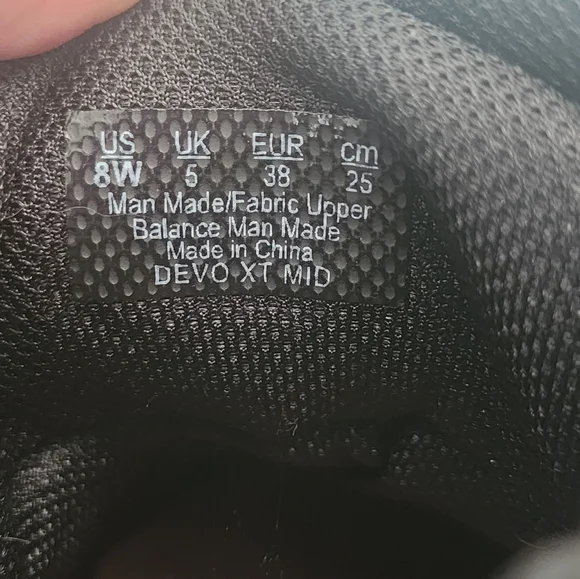 US UK EUR cm
8W 5 38 25
Man Made/Fabric Upper
Balance Man Made
Made in China
DEVO XT MID